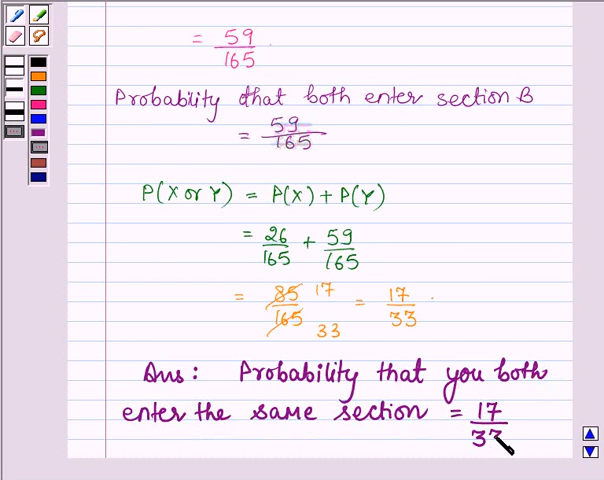 = 59/165.
Probability that both enter section B
= 59/165
P(X or Y) = P(X) + P(Y)
= 26/165 + 59/165
= 85/165 17/33 = 17/33.
Ans: Probability that you both
enter the same section = 17/33